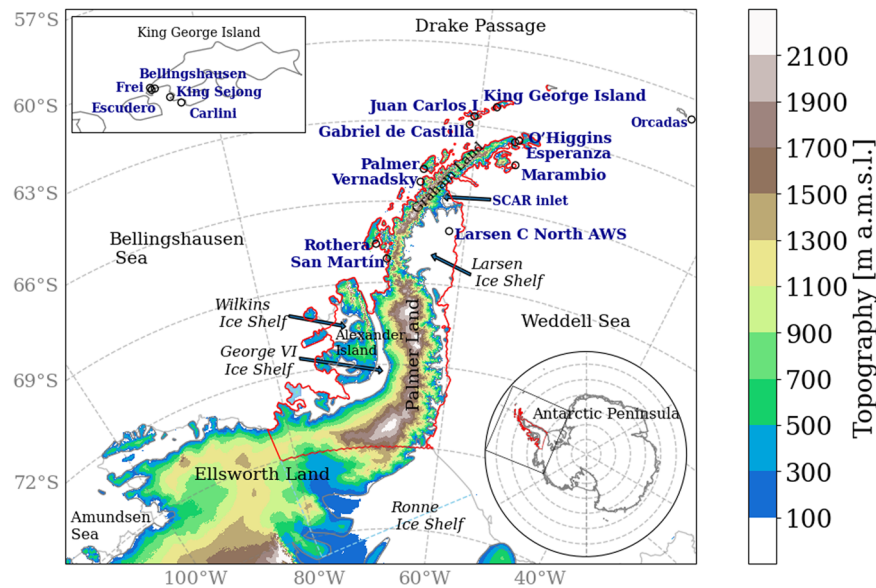 57°S
60°S
63°S
66°S
69°S
72°S
Drake Passage
King George Island
Bellingshausen
Frei
King Sejong
Escudero
Carlini
Juan Carlos I
King George Island
Gabriel de Castilla
Orcadas
O'Higgins
Esperanza
Palmer
Marambio
Vernadsky
Graham Land
SCAR inlet
Bellingshausen
Sea
Rothera
Larsen C North AWS
San Martín
Larsen
Ice Shelf
Wilkins
Ice Shelf
Weddell Sea
Alexander
Island
George VI
Ice Shelf
Palmer Land
Antarctic Peninsula
Ellsworth Land
Ronne
Ice Shelf
Amundsen
Sea
100°W
80°W
60°W
40°W
2100
1900
1700
1500
1300
1100
900
700
500
300
100
Topography [m a.m.s.l.]